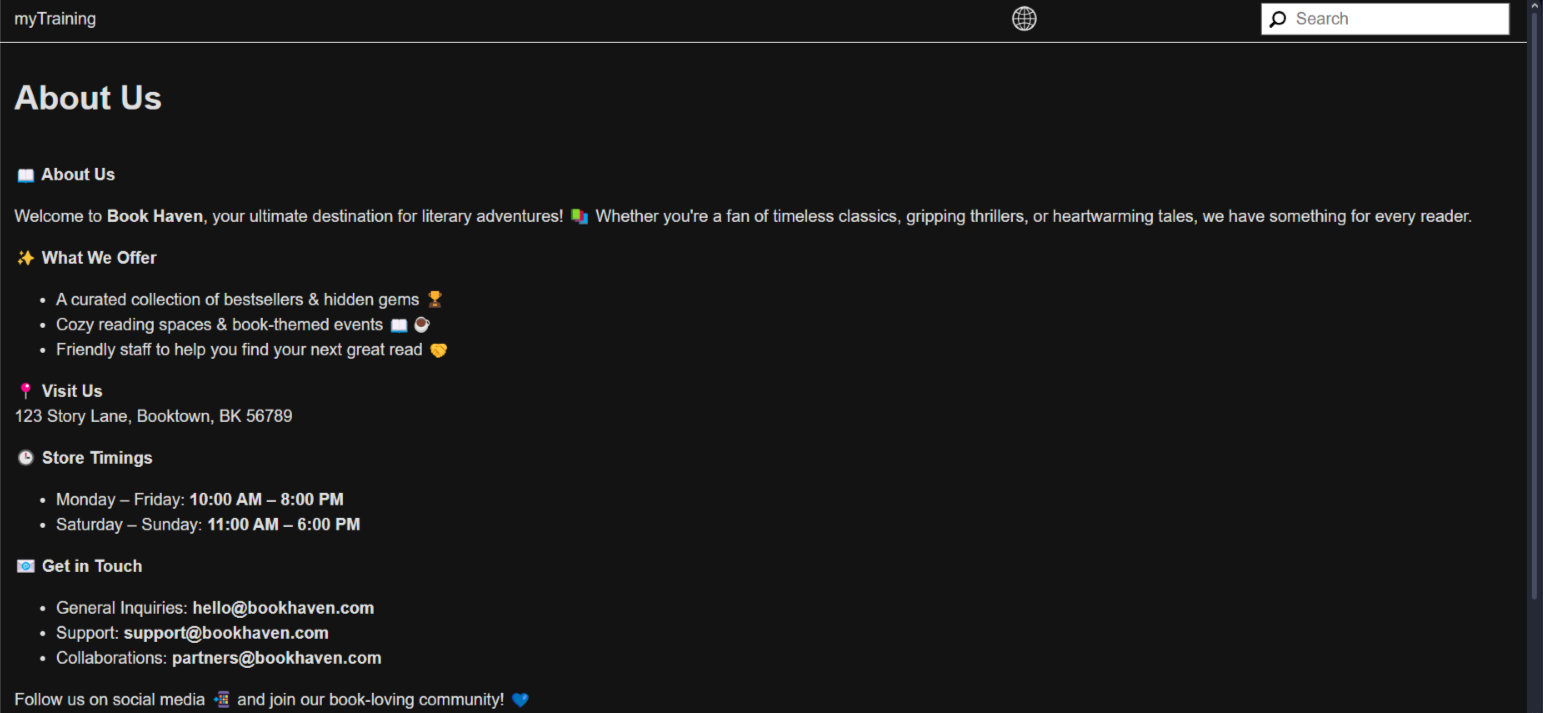 myTraining
Search
About Us
📖 About Us
Welcome to Book Haven, your ultimate destination for literary adventures! 📚 Whether you're a fan of timeless classics, gripping thrillers, or heartwarming tales, we have something for every reader.
✨ What We Offer
• A curated collection of bestsellers & hidden gems 🏆
• Cozy reading spaces & book-themed events 📖 ☕
• Friendly staff to help you find your next great read 🤝
📍 Visit Us
123 Story Lane, Booktown, BK 56789
🕒 Store Timings
• Monday – Friday: 10:00 AM – 8:00 PM
• Saturday – Sunday: 11:00 AM – 6:00 PM
📧 Get in Touch
• General Inquiries: hello@bookhaven.com
• Support: support@bookhaven.com
• Collaborations: partners@bookhaven.com
Follow us on social media 📲 and join our book-loving community! 💙